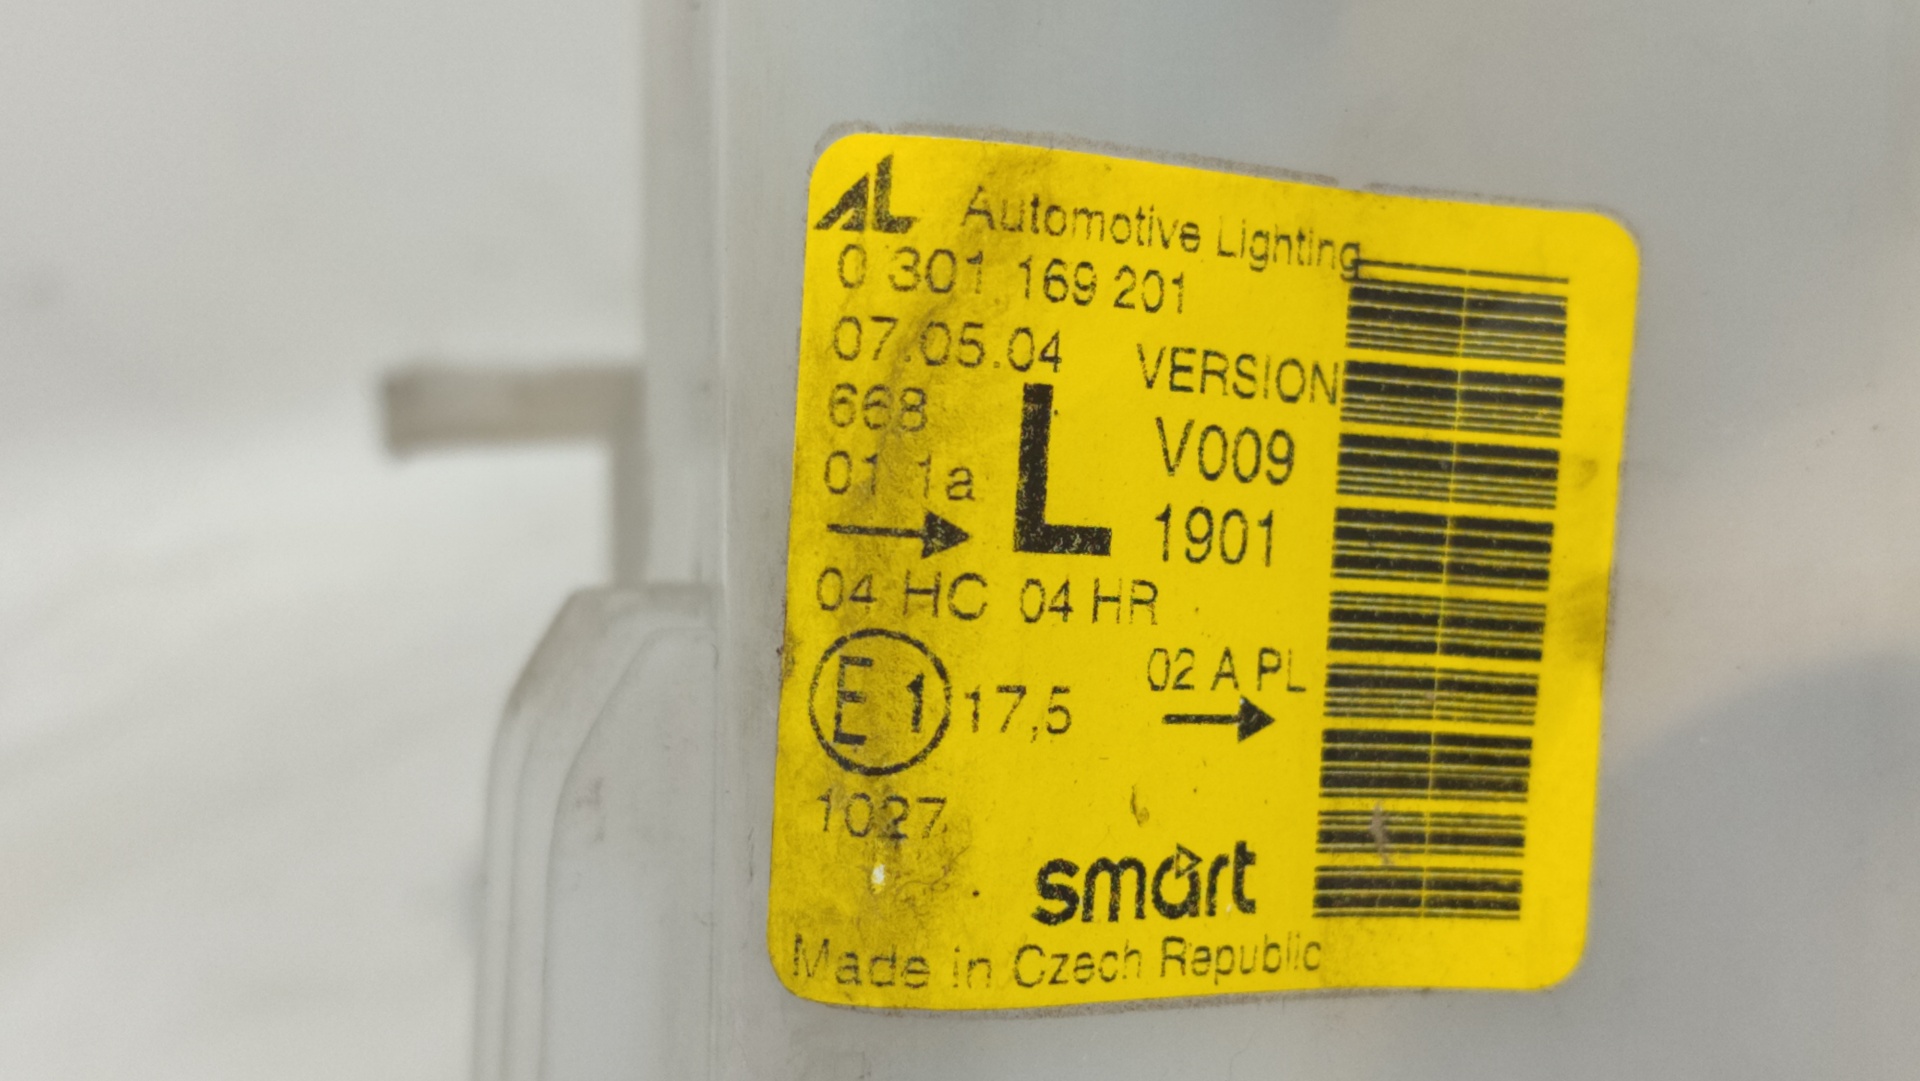 AL Automotive Lighting
0 301 169 201
07.05.04 VERSION
668 L V009
01 1a 1901
04 HC 04 HR
02 A PL
E1 17,5
1027
smart
Made in Czech Republic